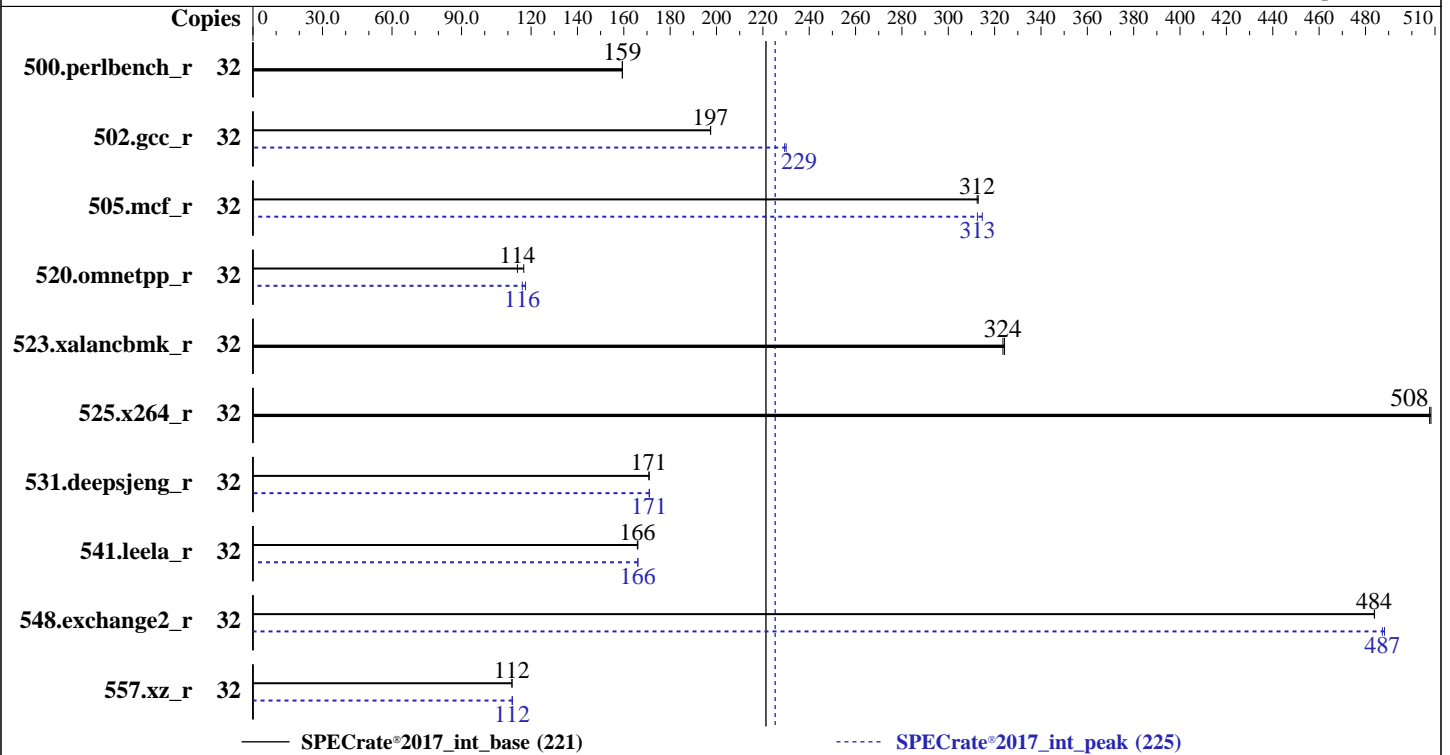 Copies 0 30.0 60.0 90.0 120 140 160 180 200 220 240 260 280 300 320 340 360 380 400 420 440 460 480 510
159
500.perlbench_r 32
197
502.gcc_r 32
229
312
505.mcf_r 32
313
114
520.omnetpp_r 32
116
324
523.xalancbmk_r 32
508
525.x264_r 32
171
531.deepsjeng_r 32
171
166
541.leela_r 32
166
484
548.exchange2_r 32
487
112
557.xz_r 32
112
SPECrate®2017_int_base (221) SPECrate®2017_int_peak (225)